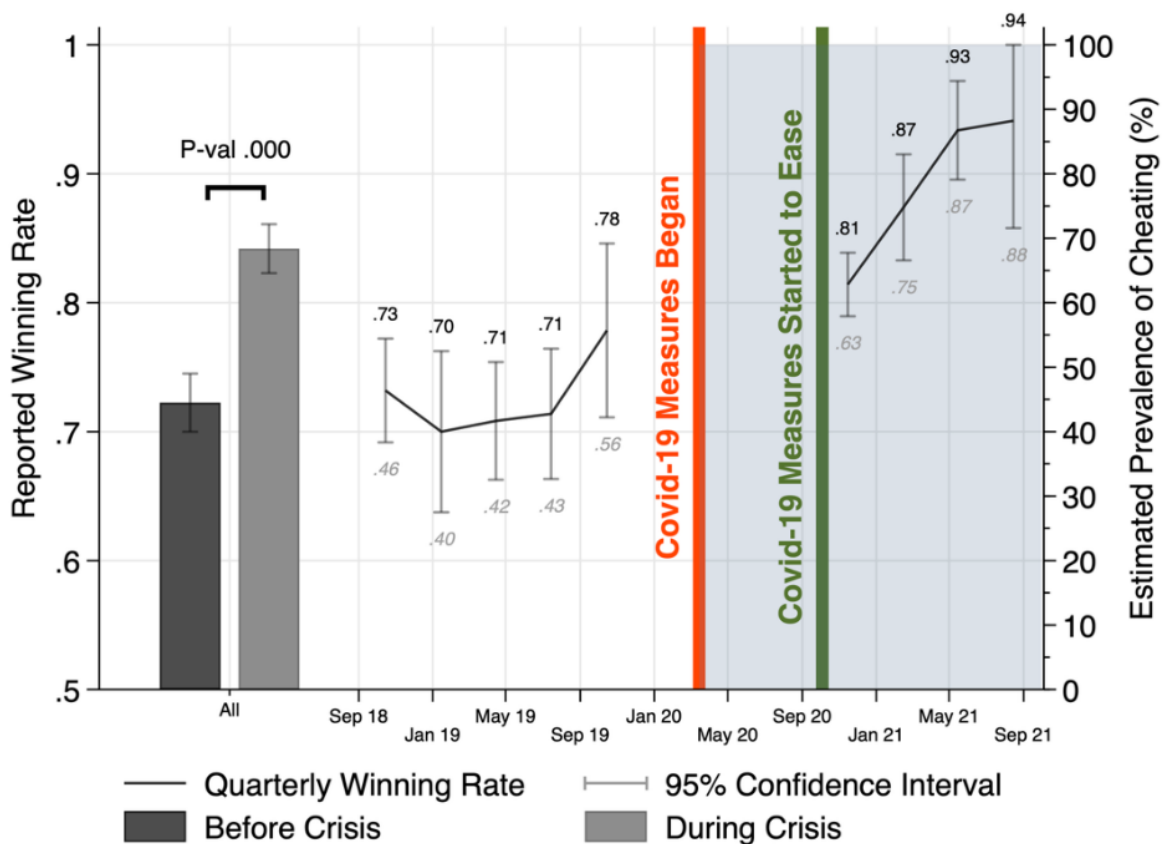 Reported Winning Rate
1
.9
.8
.7
.6
.5
P-val .000
All
.73
.70
.71
.71
.78
.46
.40
.42
.43
.56
Covid-19 Measures Began
Covid-19 Measures Started to Ease
.81
.87
.93
.94
.63
.75
.87
.88
Sep 18
Jan 19
May 19
Sep 19
Jan 20
May 20
Sep 20
Jan 21
May 21
Sep 21
100
90
80
70
60
50
40
30
20
10
0
Estimated Prevalence of Cheating (%)
Quarterly Winning Rate
95% Confidence Interval
Before Crisis
During Crisis